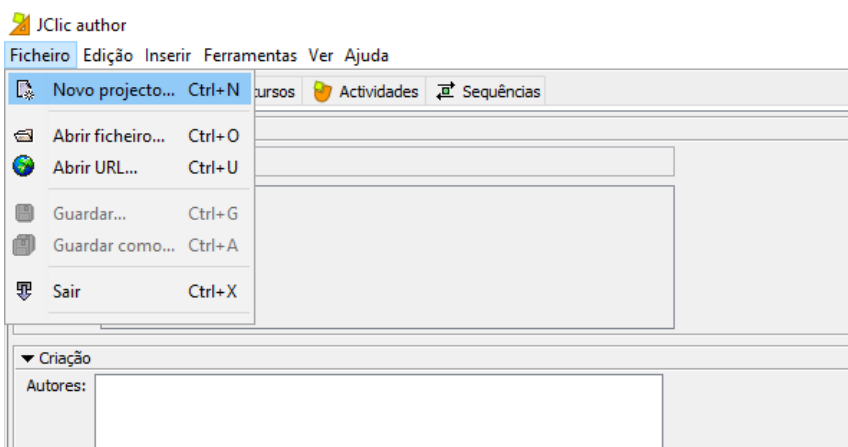 JClic author
Ficheiro Edição Inserir Ferramentas Ver Ajuda
Novo projecto... Ctrl+N
Actividades Sequências
Abrir ficheiro... Ctrl+O
Abrir URL... Ctrl+U
Guardar... Ctrl+G
Guardar como... Ctrl+A
Sair Ctrl+X
Criação
Autores: